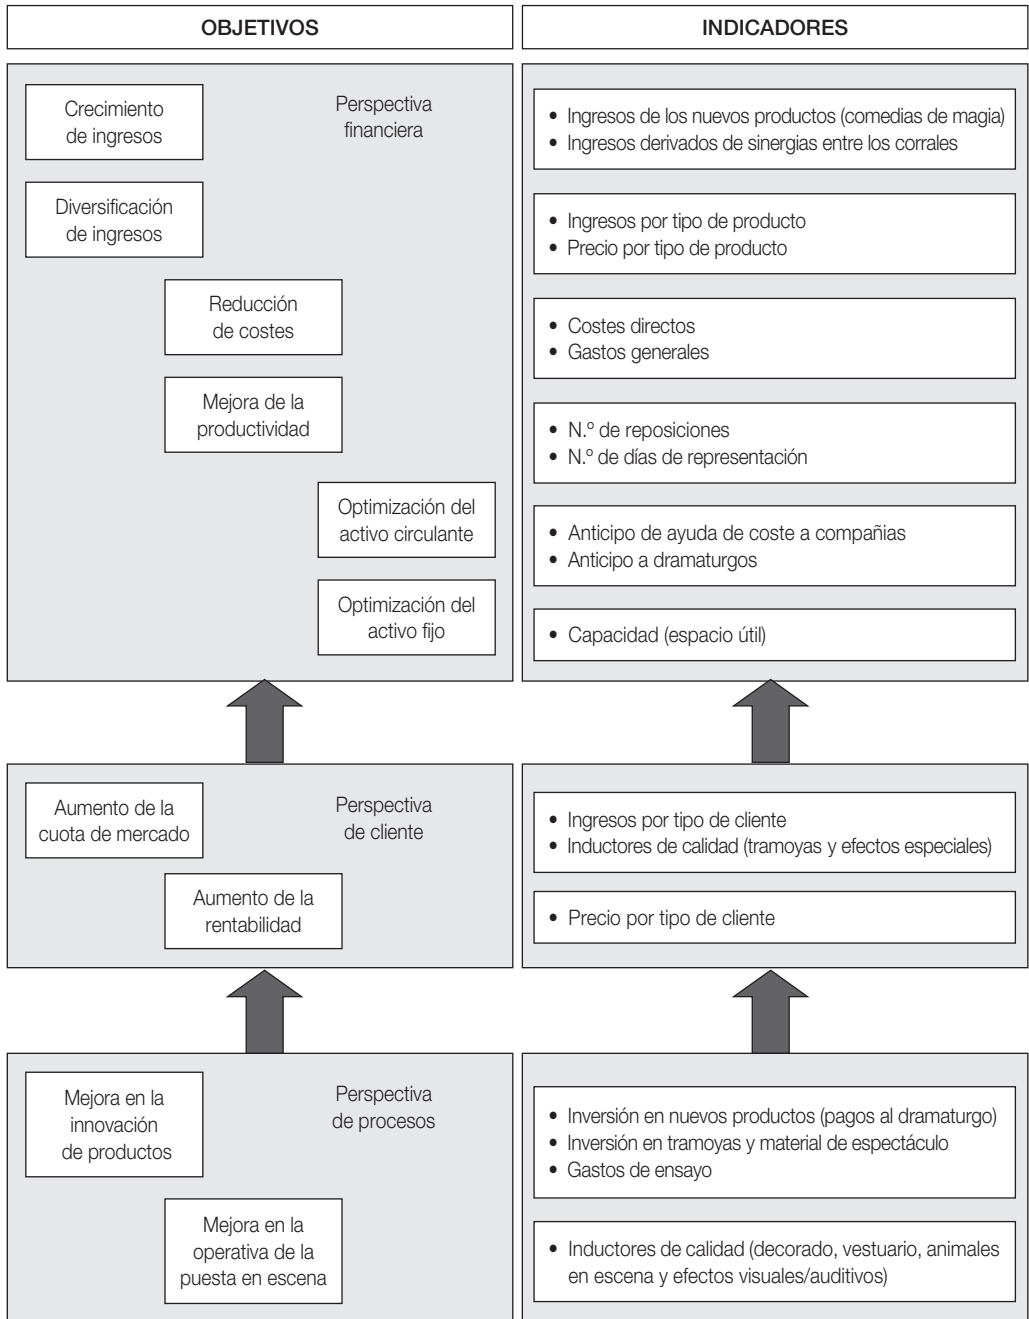 OBJETIVOS
INDICADORES
Crecimiento
de ingresos
Perspectiva
financiera
• Ingresos de los nuevos productos (comedias de magia)
• Ingresos derivados de sinergias entre los corrales
Diversificación
de ingresos
• Ingresos por tipo de producto
• Precio por tipo de producto
Reducción
de costes
• Costes directos
• Gastos generales
Mejora de la
productividad
• N.º de reposiciones
• N.º de días de representación
Optimización del
activo circulante
• Anticipo de ayuda de coste a compañias
• Anticipo a dramaturgos
Optimización del
activo fijo
• Capacidad (espacio útil)
Aumento de la
cuota de mercado
Perspectiva
de cliente
• Ingresos por tipo de cliente
• Inductores de calidad (tramoyas y efectos especiales)
Aumento de la
rentabilidad
• Precio por tipo de cliente
Mejora en la
innovación
de productos
Perspectiva
de procesos
• Inversión en nuevos productos (pagos al dramaturgo)
• Inversión en tramoyas y material de espectáculo
• Gastos de ensayo
Mejora en la
operativa de la
puesta en escena
• Inductores de calidad (decorado, vestuario, animales
en escena y efectos visuales/auditivos)